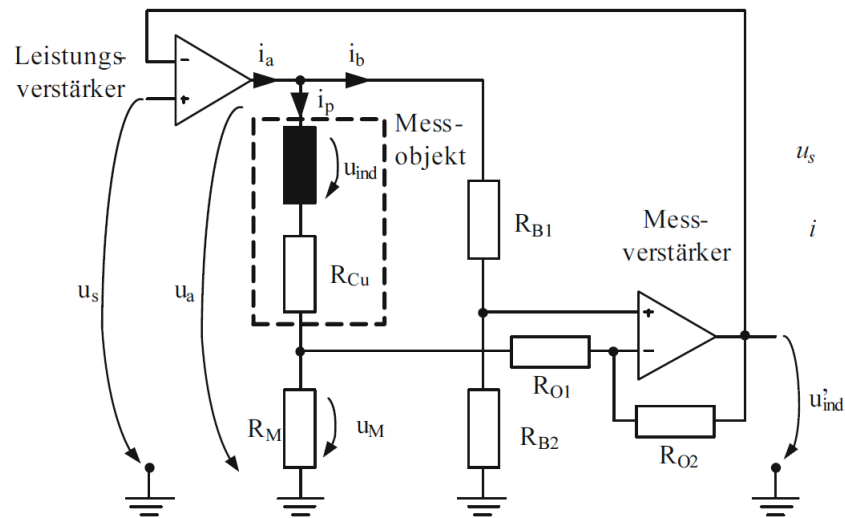 Leistungs-
verstärker
-
+
i_a
i_b
i_p
Mess-
objekt
u_ind
R_Cu
u_s
u_a
R_M
u_M
R_B1
R_B2
R_O1
R_O2
Mess-
verstärker
+
-
u'_ind
u_s
i